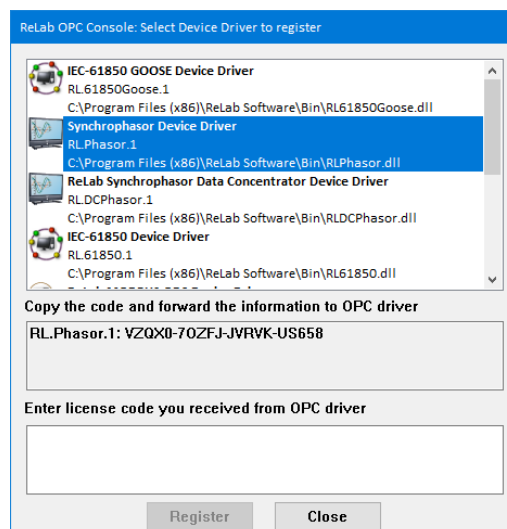 ReLab OPC Console: Select Device Driver to register
IEC-61850 GOOSE Device Driver
RL.61850Goose.1
C:\Program Files (x86)\ReLab Software\Bin\RL61850Goose.dll
Synchrophasor Device Driver
RL.Phasor.1
C:\Program Files (x86)\ReLab Software\Bin\RLPhasor.dll
ReLab Synchrophasor Data Concentrator Device Driver
RL.DCPhasor.1
C:\Program Files (x86)\ReLab Software\Bin\RLDCPhasor.dll
IEC-61850 Device Driver
RL.61850.1
C:\Program Files (x86)\ReLab Software\Bin\RL61850.dll
Copy the code and forward the information to OPC driver
RL.Phasor.1: VZQX0-7OZFJ-JVRVK-US658
Enter license code you received from OPC driver
Register
Close